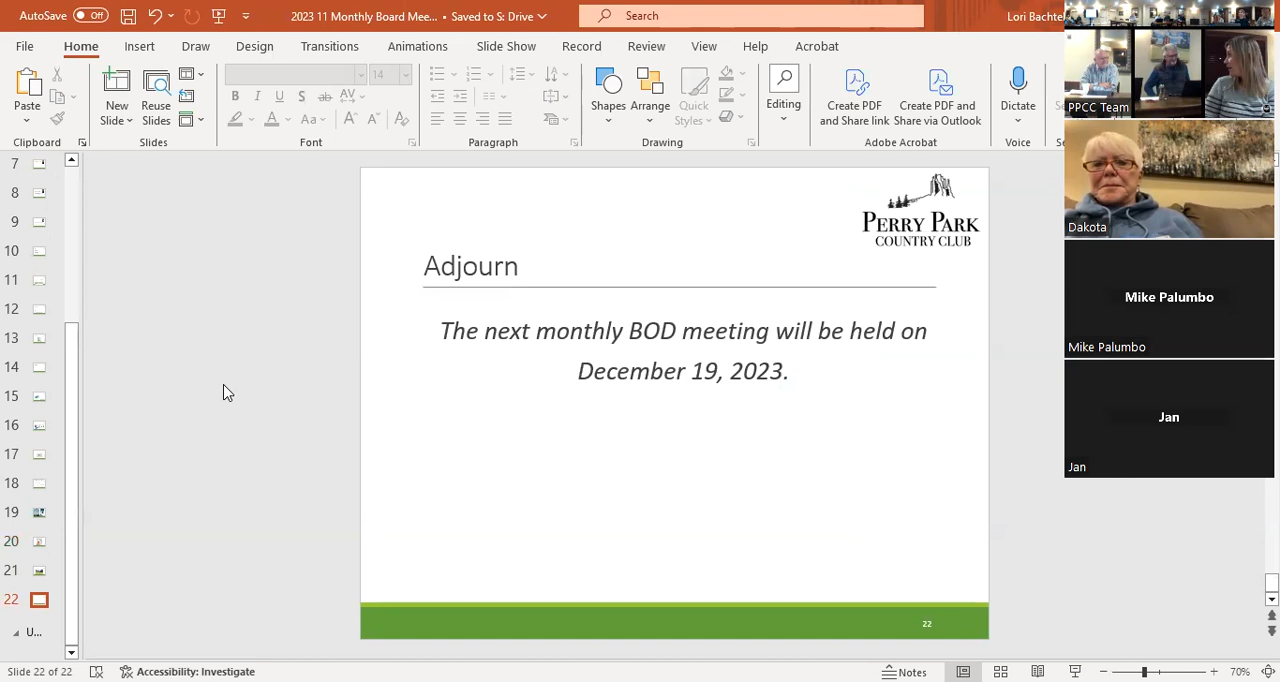 AutoSave Off 2023 11 Monthly Board Mee... • Saved to S: Drive Search Lori Bachtel
File Home Insert Draw Design Transitions Animations Slide Show Record Review View Help Acrobat
14
Paste New Slide Reuse Slides Shapes Arrange Quick Styles Editing Create PDF and Share link Create PDF and Share via Outlook Dictate
Clipboard Slides Font Paragraph Drawing Adobe Acrobat Voice
PPCC Team
Dakota
Mike Palumbo
Mike Palumbo
Jan
Jan
7
8
9
10
11
12
13
14
15
16
17
18
19
20
21
22
U...
PERRY PARK
COUNTRY CLUB
Adjourn
The next monthly BOD meeting will be held on
December 19, 2023.
22
Slide 22 of 22 Accessibility: Investigate Notes 70%